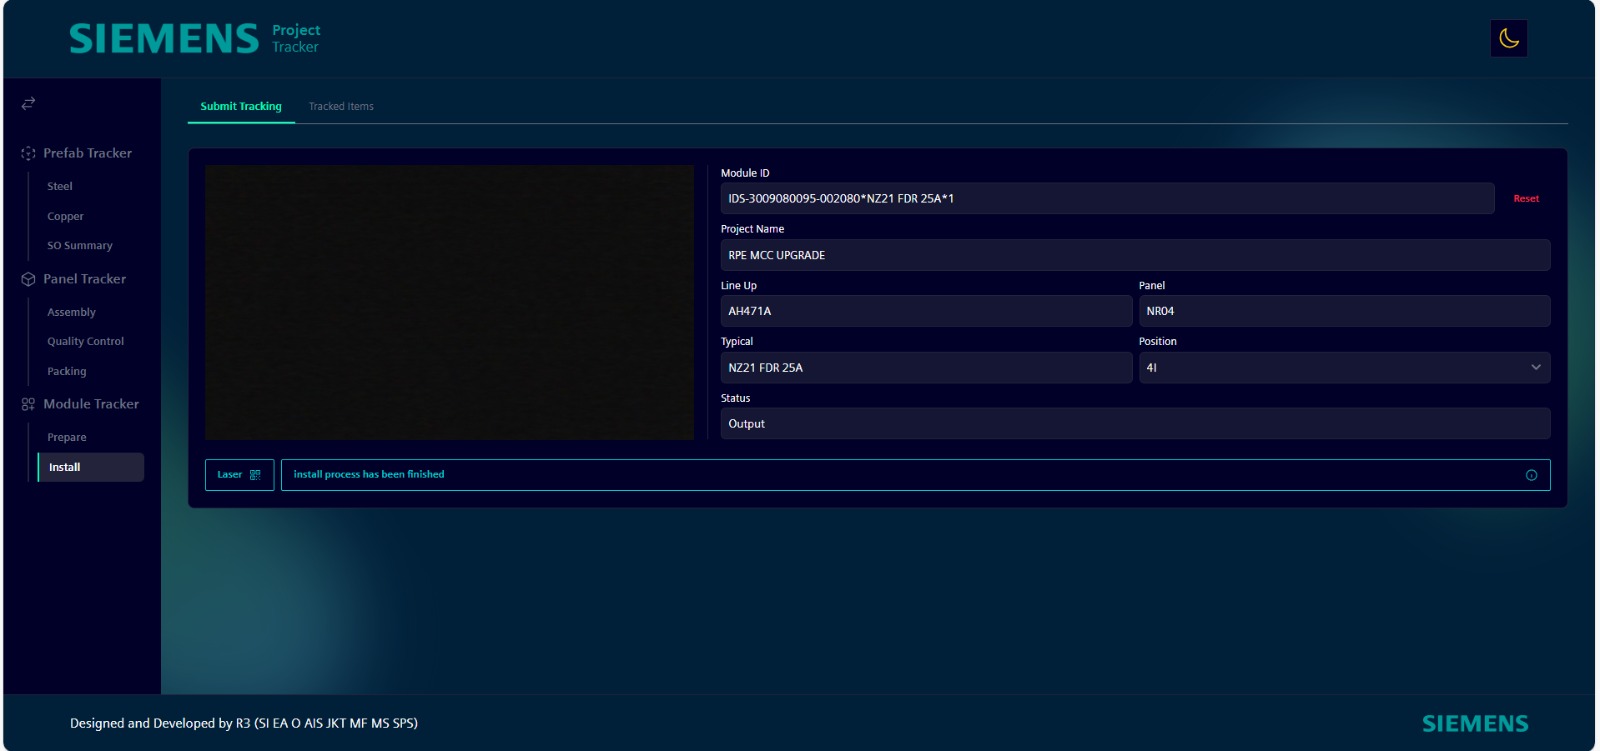 SIEMENS
Project
Tracker
Submit Tracking
Tracked Items
Prefab Tracker
Steel
Copper
SO Summary
Panel Tracker
Assembly
Quality Control
Packing
Module Tracker
Prepare
Install
Module ID
IDS-3009080095-002080*NZ21 FDR 25A*1
Reset
Project Name
RPE MCC UPGRADE
Line Up
AH471A
Panel
NR04
Typical
NZ21 FDR 25A
Position
4I
Status
Output
Laser
install process has been finished
Designed and Developed by R3 (SI EA O AIS JKT MF MS SPS)
SIEMENS